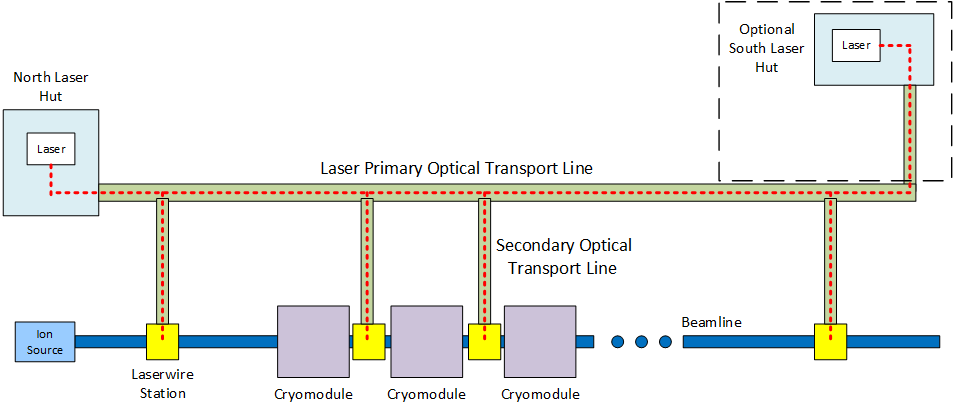 Optional
South Laser
Hut
Laser
North Laser
Hut
Laser
Laser Primary Optical Transport Line
Secondary Optical
Transport Line
Ion
Source
Beamline
Laserwire
Station
Cryomodule
Cryomodule
Cryomodule